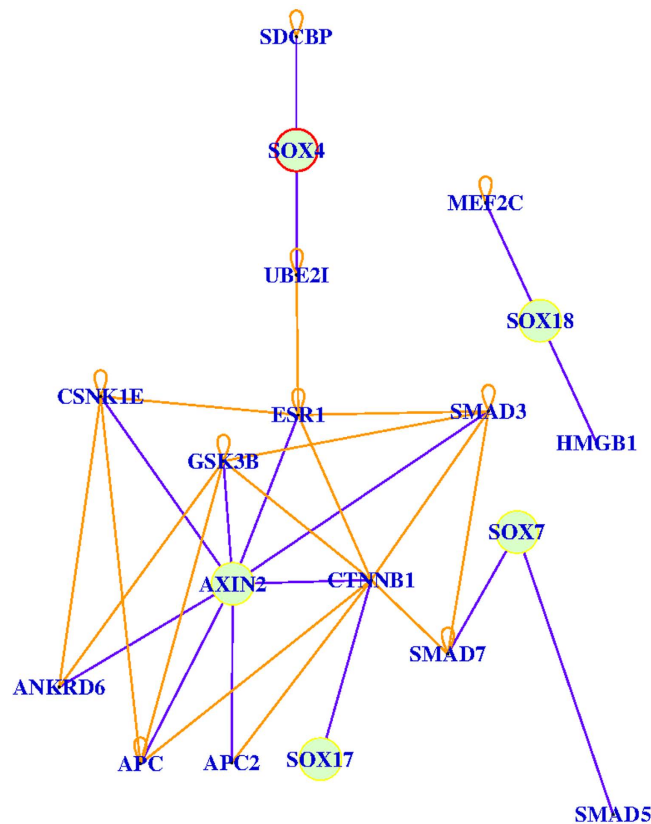 SDCBP
SOX4
MEF2C
UBE2I
SOX18
CSNK1E
ESR1
SMAD3
HMGB1
GSK3B
SOX7
AXIN2
CTNNB1
SMAD7
ANKRD6
APC
APC2
SOX17
SMAD5